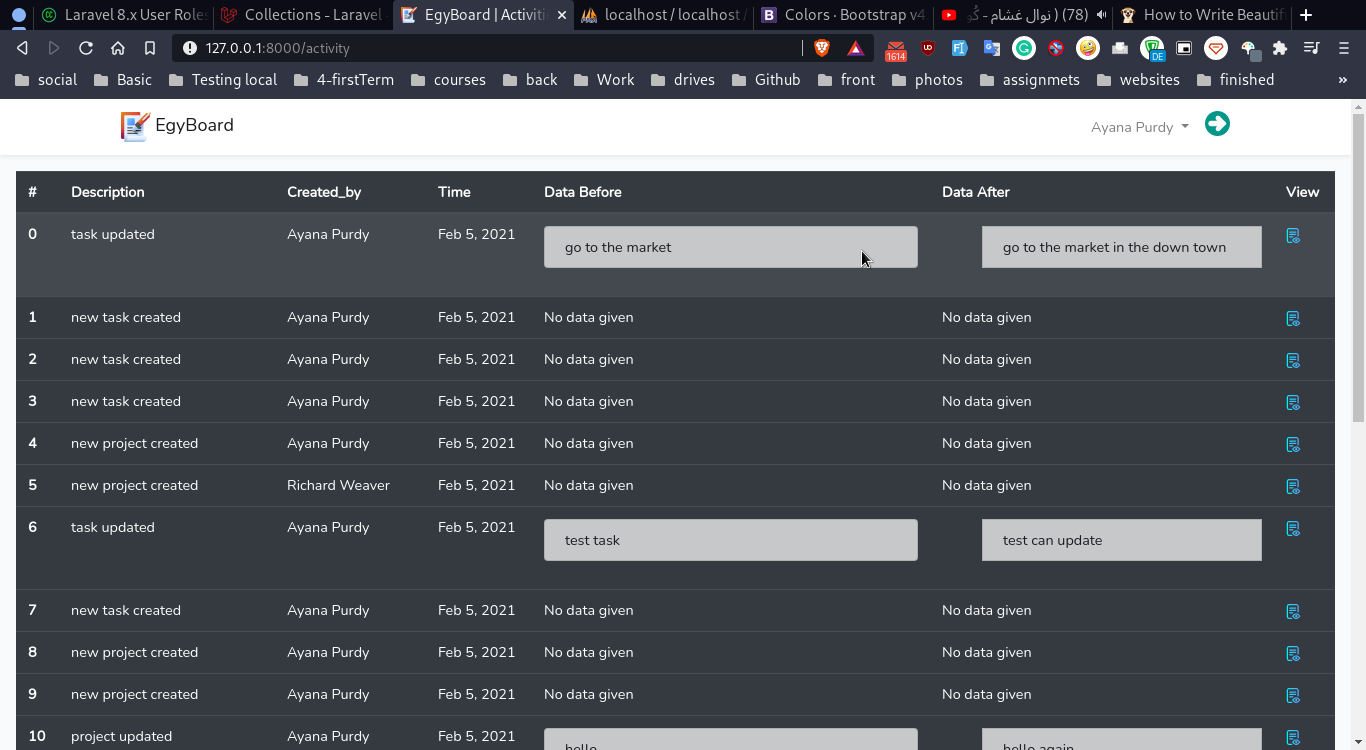 Laravel 8.x User Roles
Collections - Laravel
EgyBoard | Activiti
localhost / localhost /
Colors · Bootstrap v4
(78) نوال غشام - كُو
How to Write Beautif
127.0.0.1:8000/activity
1614
DE
social
Basic
Testing local
4-firstTerm
courses
back
Work
drives
Github
front
photos
assignmets
websites
finished
»
EgyBoard
Ayana Purdy
# Description Created_by Time Data Before Data After View
0 task updated Ayana Purdy Feb 5, 2021 go to the market go to the market in the down town
1 new task created Ayana Purdy Feb 5, 2021 No data given No data given
2 new task created Ayana Purdy Feb 5, 2021 No data given No data given
3 new task created Ayana Purdy Feb 5, 2021 No data given No data given
4 new project created Ayana Purdy Feb 5, 2021 No data given No data given
5 new project created Richard Weaver Feb 5, 2021 No data given No data given
6 task updated Ayana Purdy Feb 5, 2021 test task test can update
7 new task created Ayana Purdy Feb 5, 2021 No data given No data given
8 new project created Ayana Purdy Feb 5, 2021 No data given No data given
9 new project created Ayana Purdy Feb 5, 2021 No data given No data given
10 project updated Ayana Purdy Feb 5, 2021 hello hello again